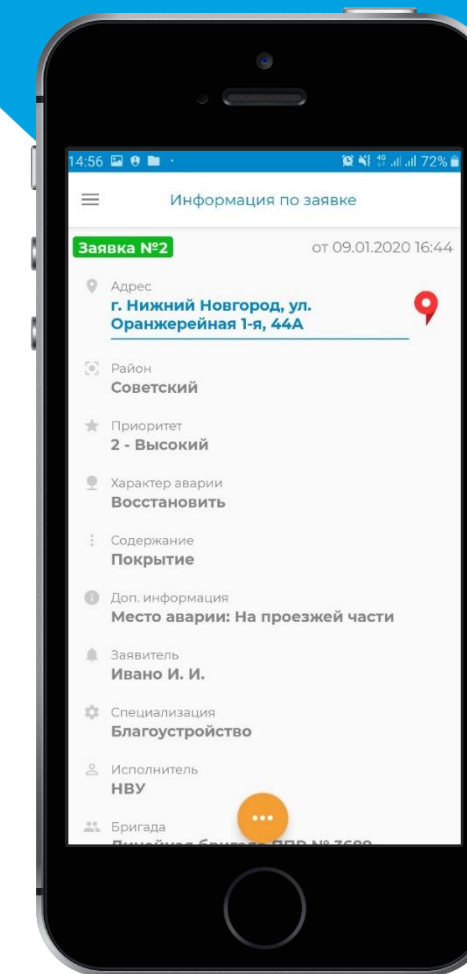 14:56 72%
Информация по заявке
Заявка №2 от 09.01.2020 16:44
Адрес
г. Нижний Новгород, ул.
Оранжерейная 1-я, 44А
Район
Советский
Приоритет
2 - Высокий
Характер аварии
Восстановить
Содержание
Покрытие
Доп. информация
Место аварии: На проезжей части
Заявитель
Ивано И. И.
Специализация
Благоустройство
Исполнитель
НВУ
Бригада
Линейная бригада